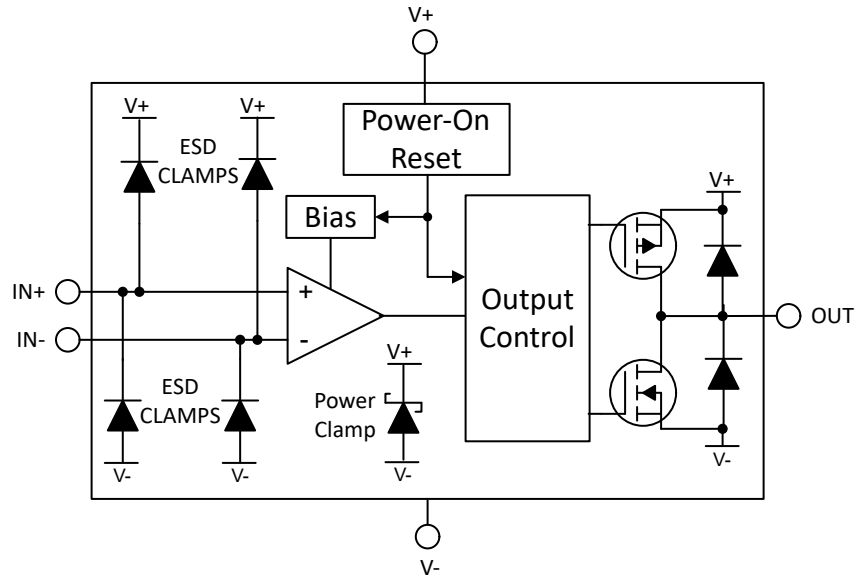 V+
V+
V+
ESD
CLAMPS
Power-On
Reset
V+
Bias
IN+
+
Output
Control
OUT
IN-
-
V+
ESD
CLAMPS
Power
Clamp
V-
V-
V-
V-
V-